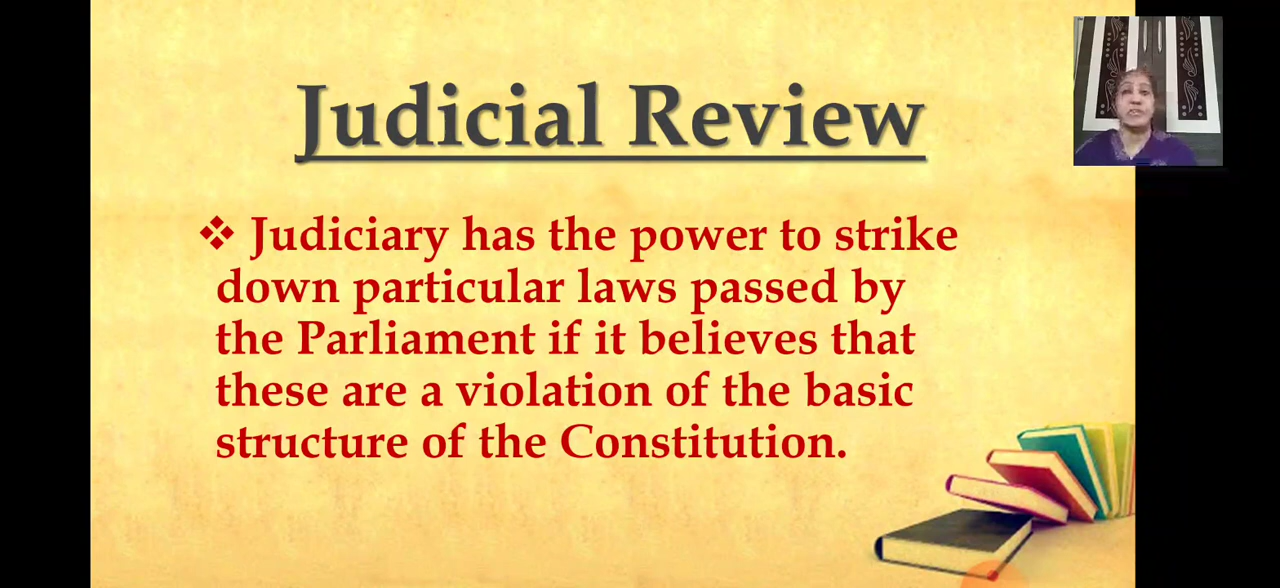 Judicial Review
❖ Judiciary has the power to strike
down particular laws passed by
the Parliament if it believes that
these are a violation of the basic
structure of the Constitution.